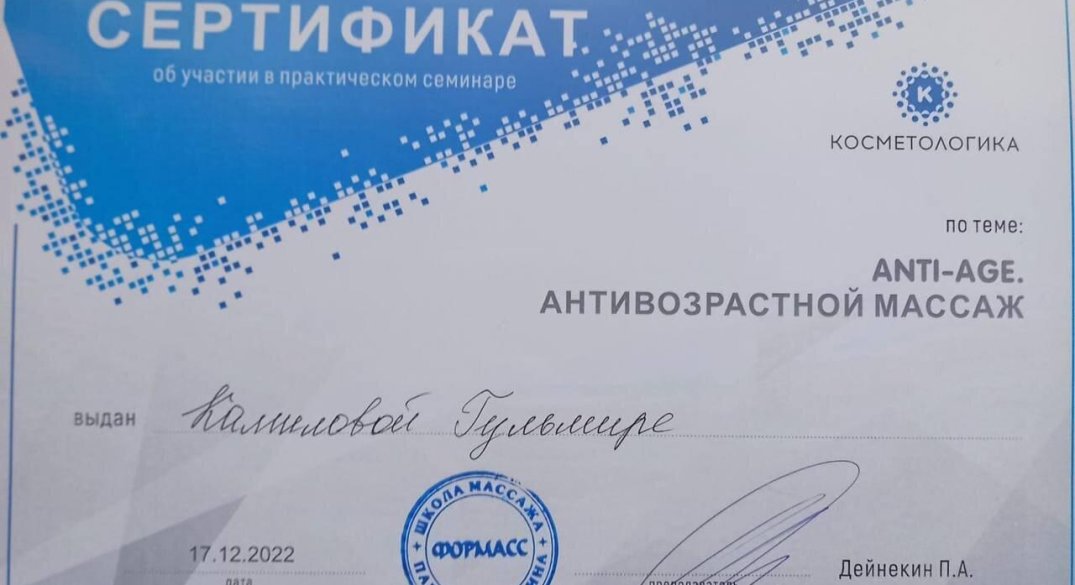 СЕРТИФИКАТ
об участии в практическом семинаре
К
КОСМЕТОЛОГИКА
по теме:
ANTI-AGE.
АНТИВОЗРАСТНОЙ МАССАЖ
выдан Камиловой Гульмире
ШКОЛА МАССАЖА
ФОРМАСС
17.12.2022
дата
преподаватель
Дейнекин П.А.